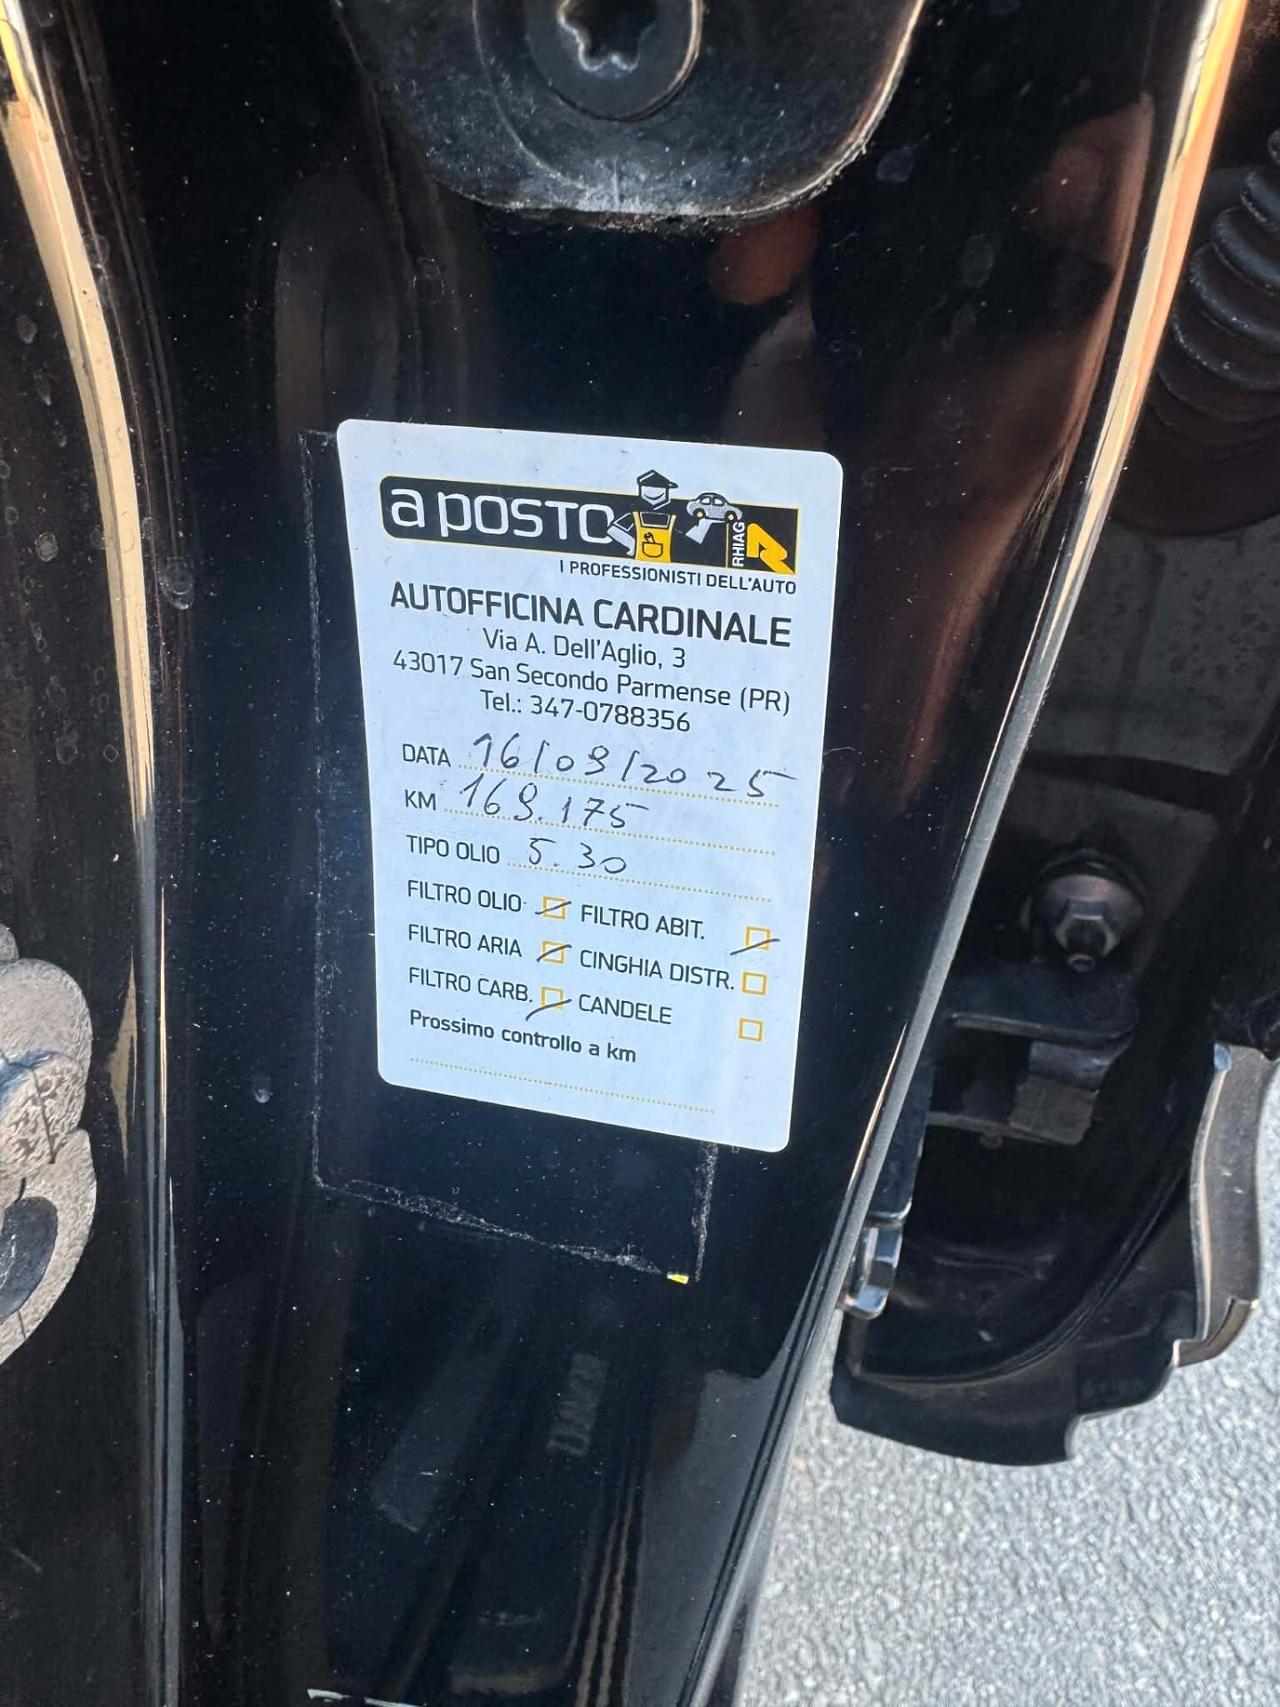 a POSTO
RHIAG
I PROFESSIONISTI DELL'AUTO
AUTOFFICINA CARDINALE
Via A. Dell'Aglio, 3
43017 San Secondo Parmense (PR)
Tel.: 347-0788356
DATA 16/09/2025
KM 169.175
TIPO OLIO 5.30
FILTRO OLIO FILTRO ABIT.
FILTRO ARIA CINGHIA DISTR.
FILTRO CARB. CANDELE
Prossimo controllo a km